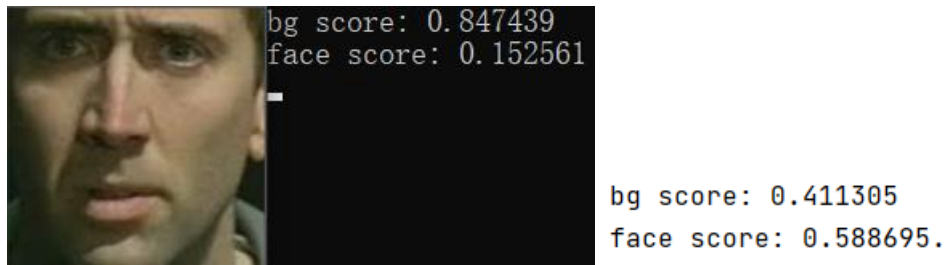 bg score: 0.847439
face score: 0.152561
bg score: 0.411305
face score: 0.588695.